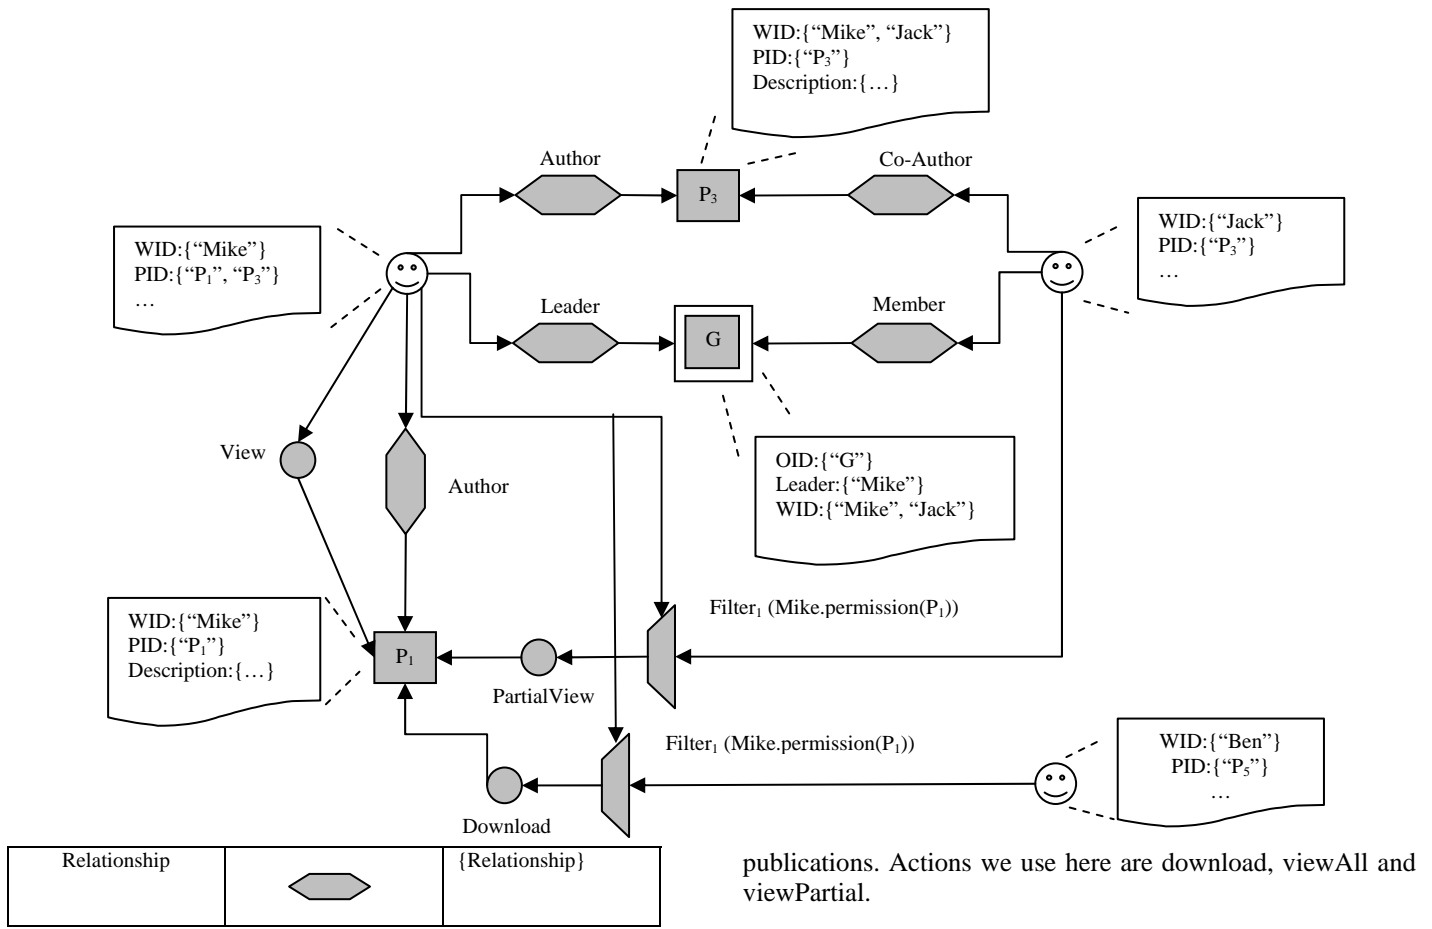 WID:{“Mike”, “Jack”}
PID:{“P₃”}
Description:{…}
Author
P₃
Co-Author
WID:{“Mike”}
PID:{“P₁”, “P₃”}
…
WID:{“Jack”}
PID:{“P₃”}
…
Leader
G
Member
View
Author
OID:{“G”}
Leader:{“Mike”}
WID:{“Mike”, “Jack”}
WID:{“Mike”}
PID:{“P₁”}
Description:{…}
P₁
PartialView
Filter₁ (Mike.permission(P₁))
Filter₁ (Mike.permission(P₁))
Download
WID:{“Ben”}
PID:{“P₅”}
…
Relationship
{Relationship}
publications. Actions we use here are download, viewAll and
viewPartial.